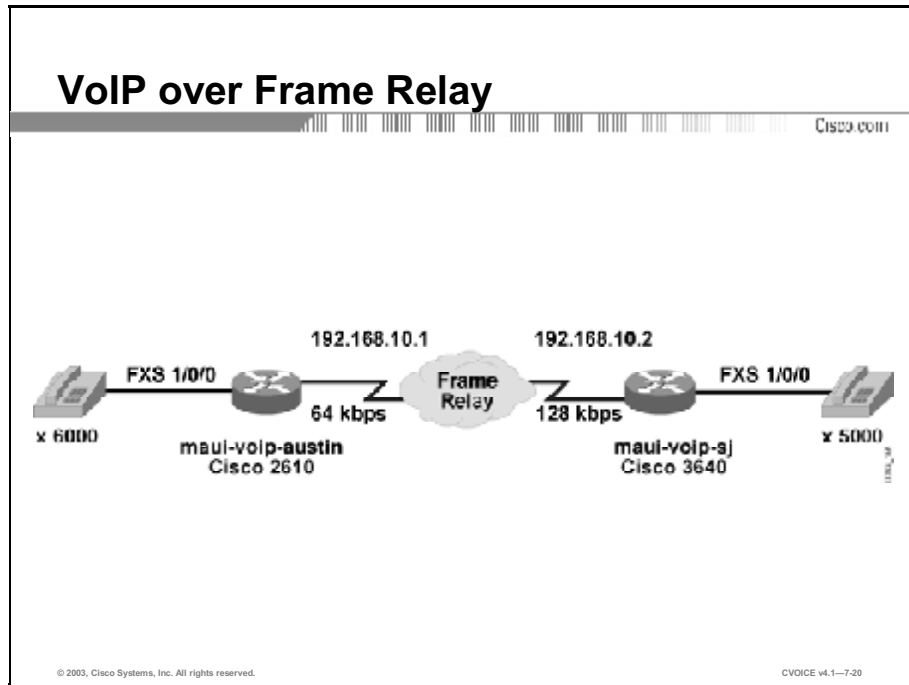 VoIP over Frame Relay
Cisco.com
192.168.10.1
192.168.10.2
FXS 1/0/0
Frame
Relay
FXS 1/0/0
64 kbps
128 kbps
x 6000
maui-voip-austin
Cisco 2610
maui-voip-sj
Cisco 3640
x 5000
© 2003, Cisco Systems, Inc. All rights reserved.
CVOICE v4.1—7-20